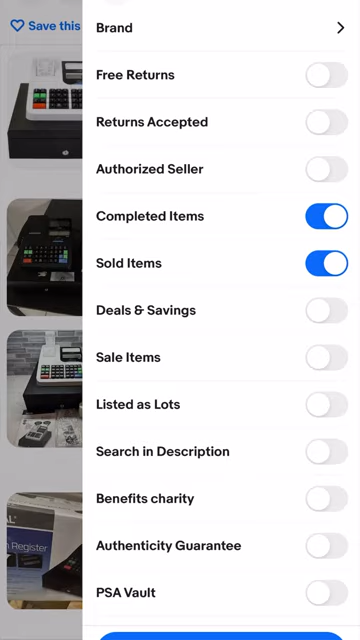 Save this
Brand
Free Returns
Returns Accepted
Authorized Seller
Completed Items
Sold Items
Deals & Savings
Sale Items
Listed as Lots
Search in Description
Benefits charity
Authenticity Guarantee
PSA Vault
Register